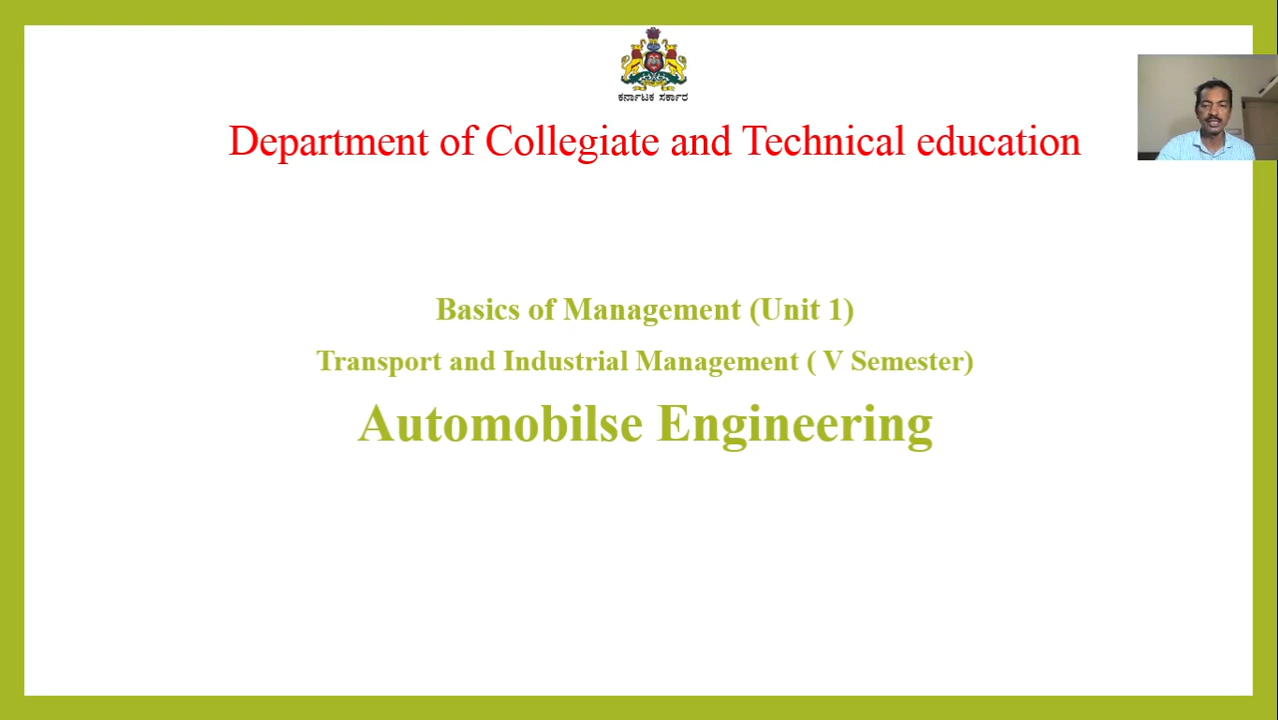 ಕರ್ನಾಟಕ ಸರ್ಕಾರ
Department of Collegiate and Technical education
Basics of Management (Unit 1)
Transport and Industrial Management ( V Semester)
Automobilse Engineering